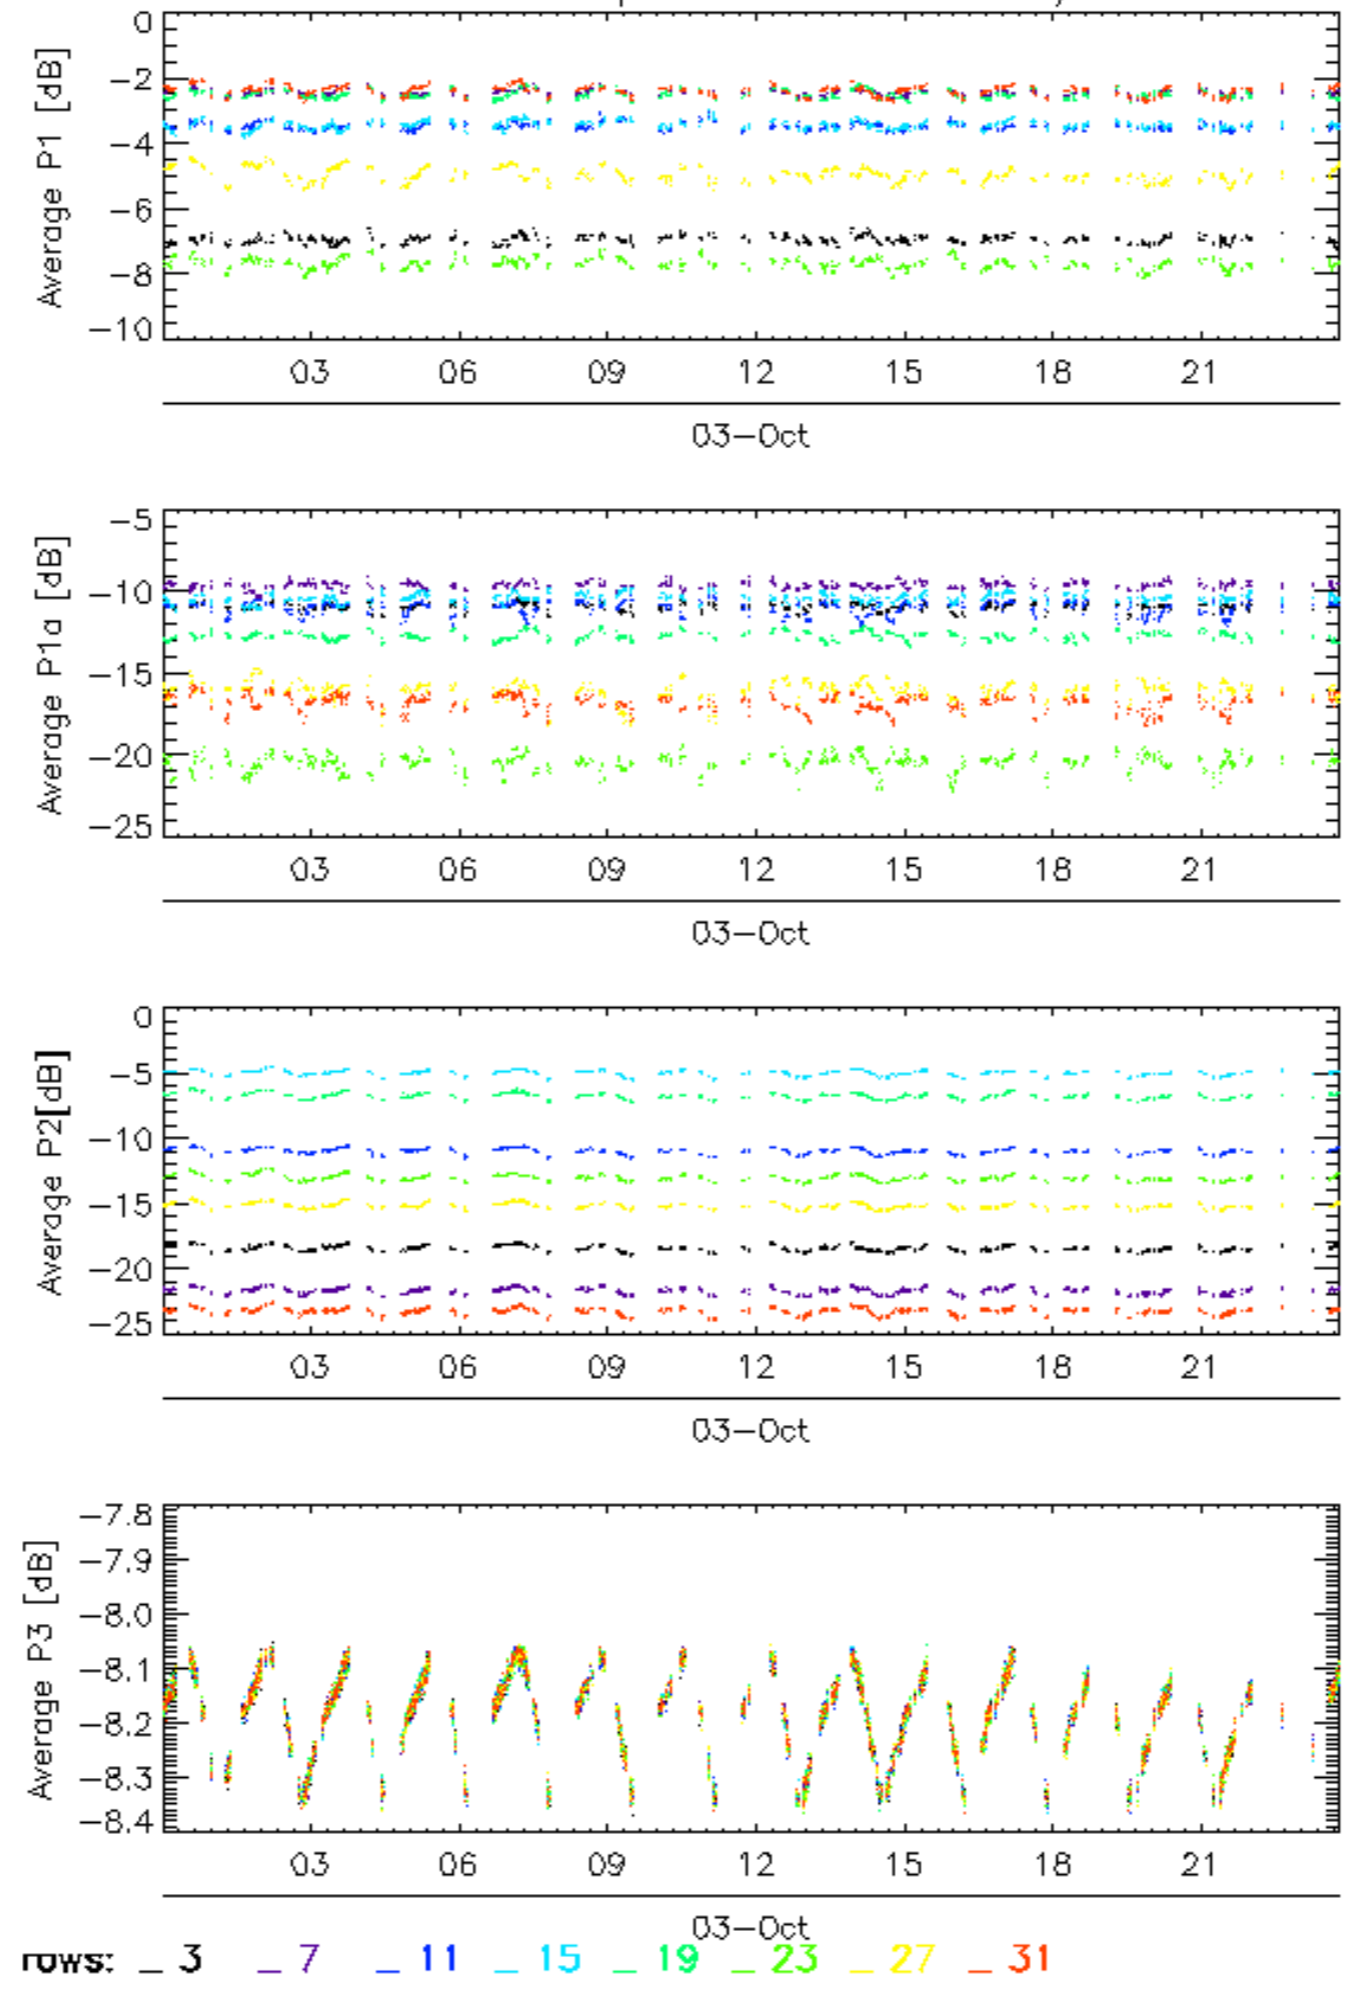 0
−2
−4
−6
−8
−10
Average P1 [dB]
03 06 09 12 15 18 21
03−Oct
−5
−10
−15
−20
−25
Average P1a [dB]
03 06 09 12 15 18 21
03−Oct
0
−5
−10
−15
−20
−25
Average P2[dB]
03 06 09 12 15 18 21
03−Oct
−7.8
−7.9
−8.0
−8.1
−8.2
−8.3
−8.4
Average P3 [dB]
03 06 09 12 15 18 21
03−Oct
rows: _ 3 _ 7 _ 11 _ 15 _ 19 _ 23 _ 27 _ 31